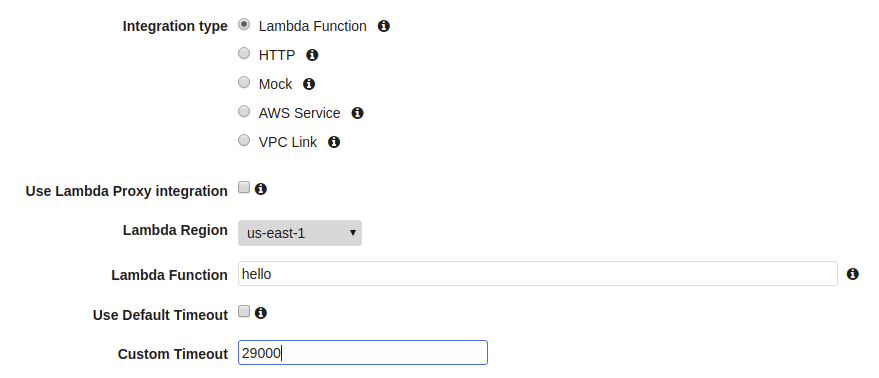 Integration type Lambda Function
HTTP
Mock
AWS Service
VPC Link
Use Lambda Proxy integration
Lambda Region us-east-1
Lambda Function hello
Use Default Timeout
Custom Timeout 29000